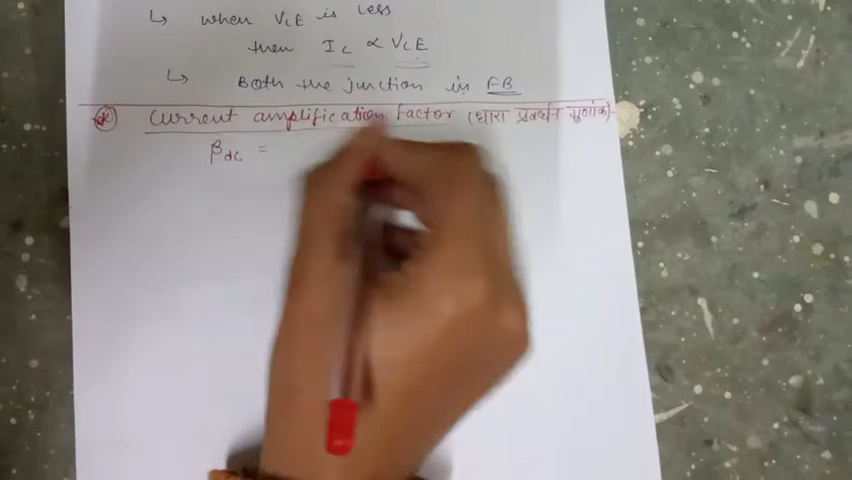 ↳ when VCE is less
then IC ∝ VCE
↳ Both the junction is FB
* Current amplification factor (धारा प्रवर्धन गुणांक)-
βdc =